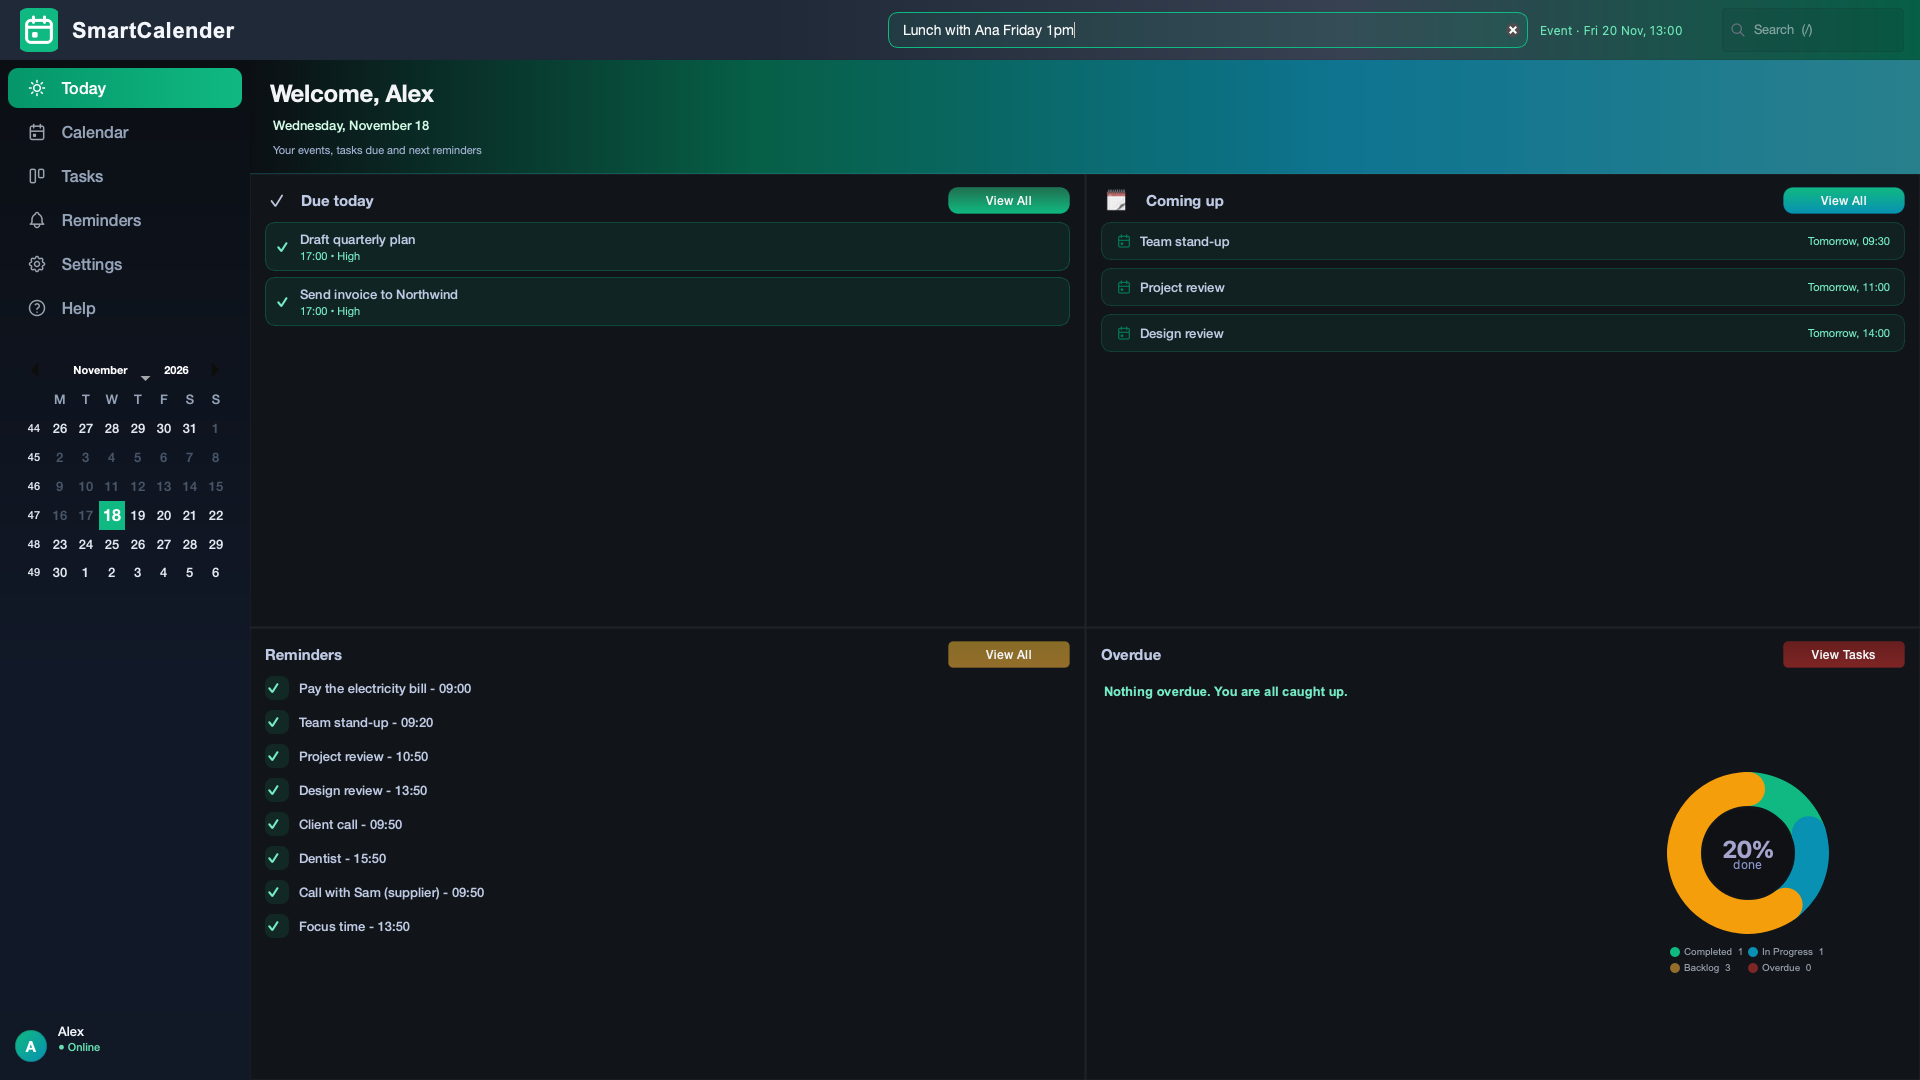 SmartCalender
Lunch with Ana Friday 1pm
Event · Fri 20 Nov, 13:00
Search (/)
Today
Calendar
Tasks
Reminders
Settings
Help
November 2026
M T W T F S S
44 26 27 28 29 30 31 1
45 2 3 4 5 6 7 8
46 9 10 11 12 13 14 15
47 16 17 18 19 20 21 22
48 23 24 25 26 27 28 29
49 30 1 2 3 4 5 6
Alex
• Online
A
Welcome, Alex
Wednesday, November 18
Your events, tasks due and next reminders
Due today
View All
Draft quarterly plan
17:00 • High
Send invoice to Northwind
17:00 • High
Coming up
View All
Team stand-up Tomorrow, 09:30
Project review Tomorrow, 11:00
Design review Tomorrow, 14:00
Reminders
View All
Pay the electricity bill - 09:00
Team stand-up - 09:20
Project review - 10:50
Design review - 13:50
Client call - 09:50
Dentist - 15:50
Call with Sam (supplier) - 09:50
Focus time - 13:50
Overdue
View Tasks
Nothing overdue. You are all caught up.
20%
done
Completed 1 In Progress 1
Backlog 3 Overdue 0